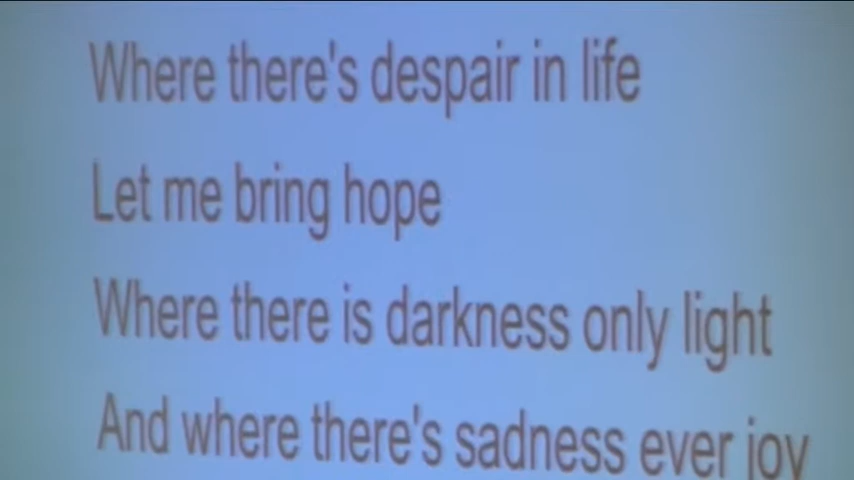 Where there's despair in life
Let me bring hope
Where there is darkness only light
And where there's sadness ever joy